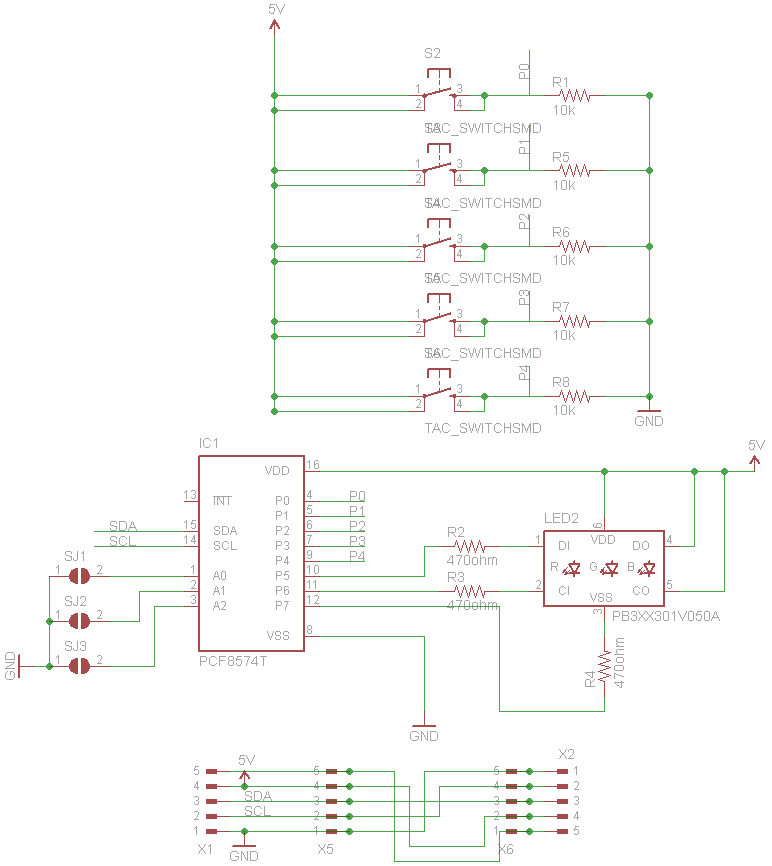 5V
S2
P0
R1
1 3
2 4
10k
S3
TAC_SWITCHSMD
P1
R5
1 3
2 4
10k
S4
TAC_SWITCHSMD
P2
R6
1 3
2 4
10k
S5
TAC_SWITCHSMD
P3
R7
1 3
2 4
10k
S6
TAC_SWITCHSMD
P4
R8
1 3
2 4
10k
TAC_SWITCHSMD
GND
IC1
5V
VDD 16
13 INT P0 4 P0
P1 5 P1
SDA 15 SDA P2 6 P2
SCL 14 SCL P3 7 P3
P4 9 P4
LED2
6
VDD
R2
470ohm
1 DI DO 4
R G B
SJ1
1 2 1 A0 P5 10
R3
470ohm
2 CI CO 5
VSS
3
PB3XX301V050A
SJ2
1 2 2 A1 P6 11
3 A2 P7 12
VSS 8
SJ3
1 2
GND
PCF8574T
R4
470ohm
GND
X2
5V
5 5 5 1
4 4 4 2
3 SDA 3 3 3
2 SCL 2 2 4
1 1 1 5
X1 GND X5 X6